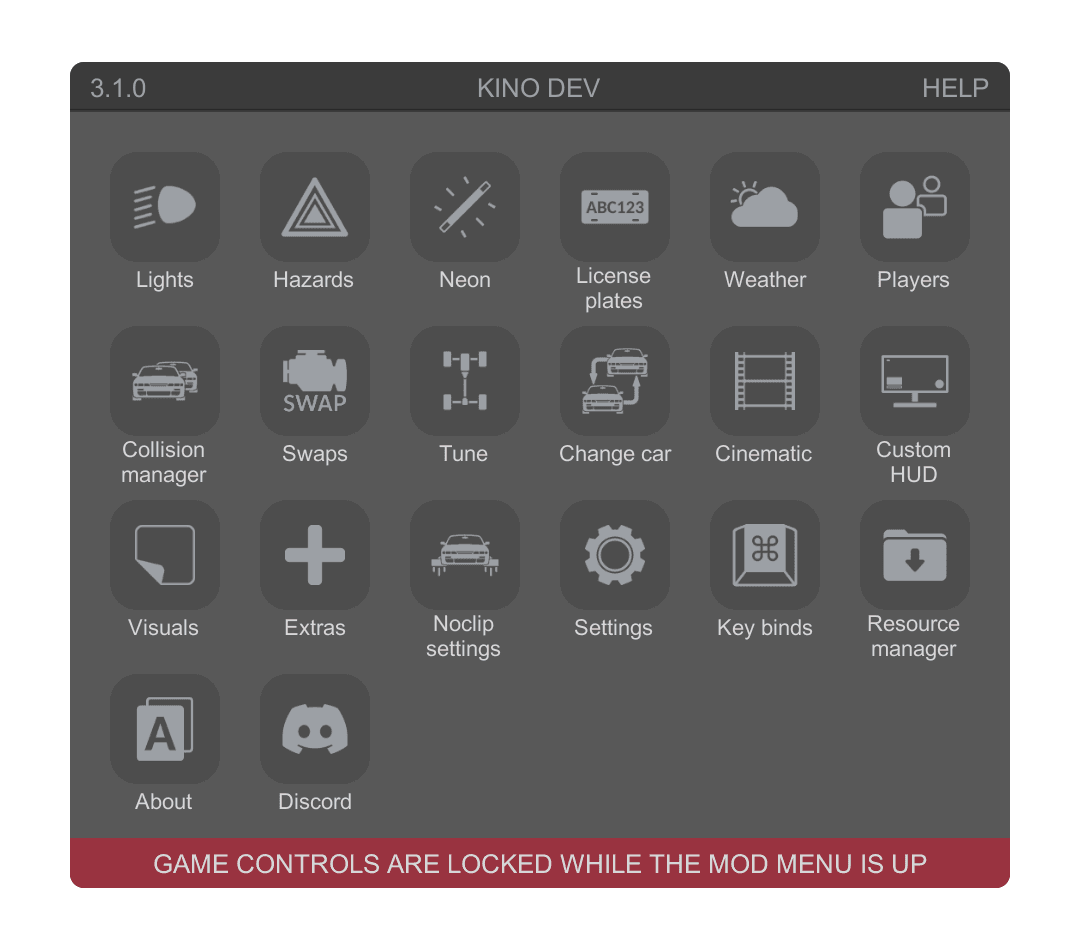 3.1.0 KINO DEV HELP
ABC123
Lights Hazards Neon License plates Weather Players
SWAP
Collision manager Swaps Tune Change car Cinematic Custom HUD
Visuals Extras Noclip settings Settings Key binds Resource manager
A
About Discord
GAME CONTROLS ARE LOCKED WHILE THE MOD MENU IS UP